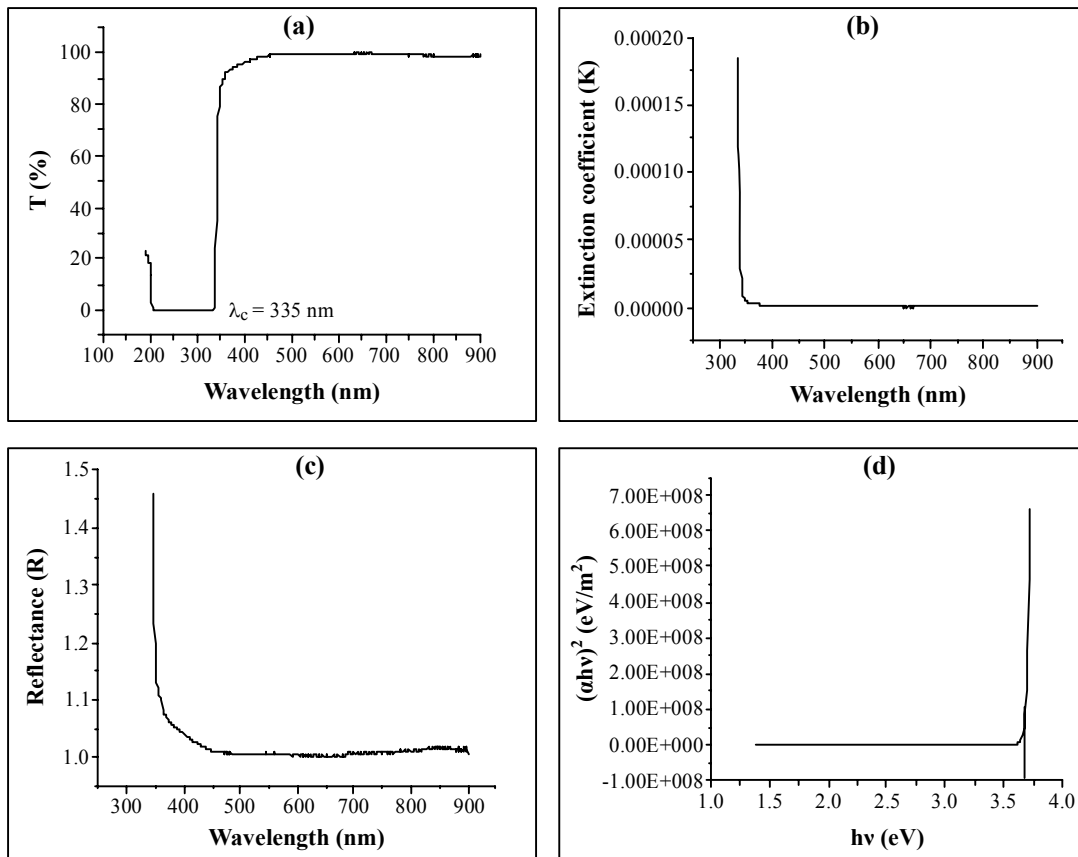 (a)
100
80
60
40
20
0
T (%)
λc = 335 nm
100 200 300 400 500 600 700 800 900
Wavelength (nm)
(b)
0.00020
0.00015
0.00010
0.00005
0.00000
Extinction coefficient (K)
300 400 500 600 700 800 900
Wavelength (nm)
(c)
1.5
1.4
1.3
1.2
1.1
1.0
Reflectance (R)
300 400 500 600 700 800 900
Wavelength (nm)
(d)
7.00E+008
6.00E+008
5.00E+008
4.00E+008
3.00E+008
2.00E+008
1.00E+008
0.00E+000
-1.00E+008
(αhν)² (eV/m²)
1.0 1.5 2.0 2.5 3.0 3.5 4.0
hν (eV)